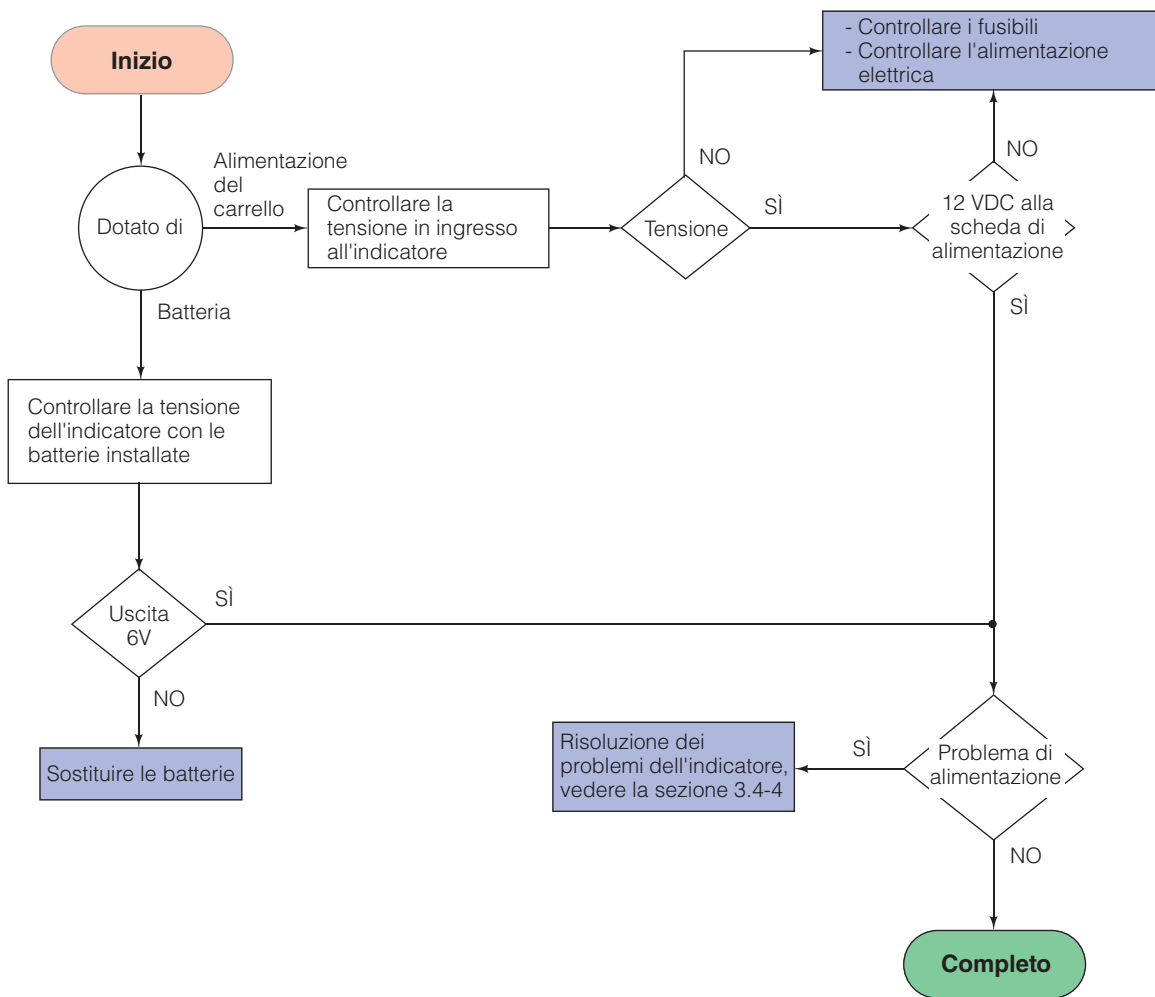 Inizio
- Controllare i fusibili
- Controllare l'alimentazione
elettrica
Alimentazione
del
carrello
Dotato di
Controllare la
tensione in ingresso
all'indicatore
NO
Tensione
SÌ
NO
12 VDC alla
scheda di
alimentazione
SÌ
Batteria
Controllare la tensione
dell'indicatore con le
batterie installate
Uscita
6V
SÌ
NO
Sostituire le batterie
Risoluzione dei
problemi dell'indicatore,
vedere la sezione 3.4-4
SÌ
Problema di
alimentazione
NO
Completo